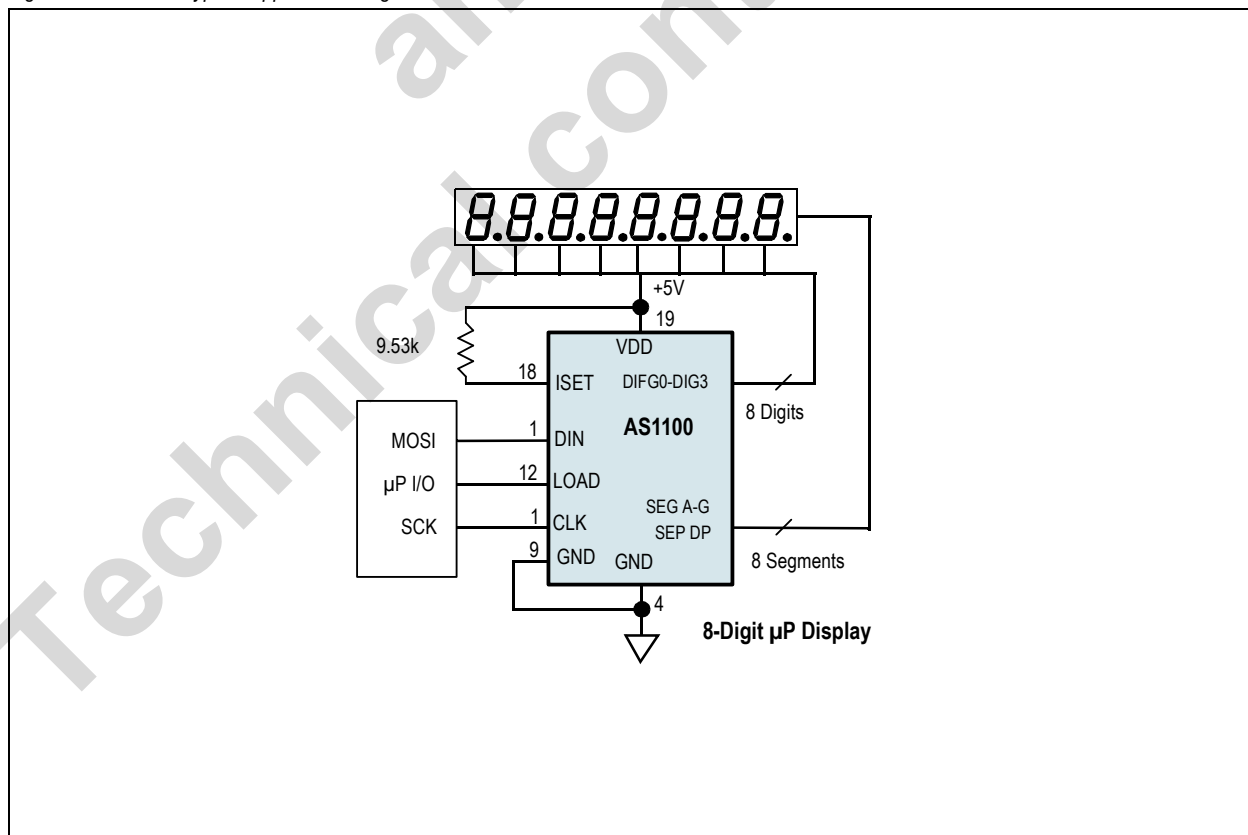 8.8.8.8.8.8.8.8.
+5V
19
9.53k
VDD
18
ISET
DIFG0-DIG3
8 Digits
AS1100
MOSI
1
DIN
µP I/O
12
LOAD
SEG A-G
SCK
1
CLK
SEP DP
9
GND
GND
8 Segments
4
8-Digit µP Display
Technical con